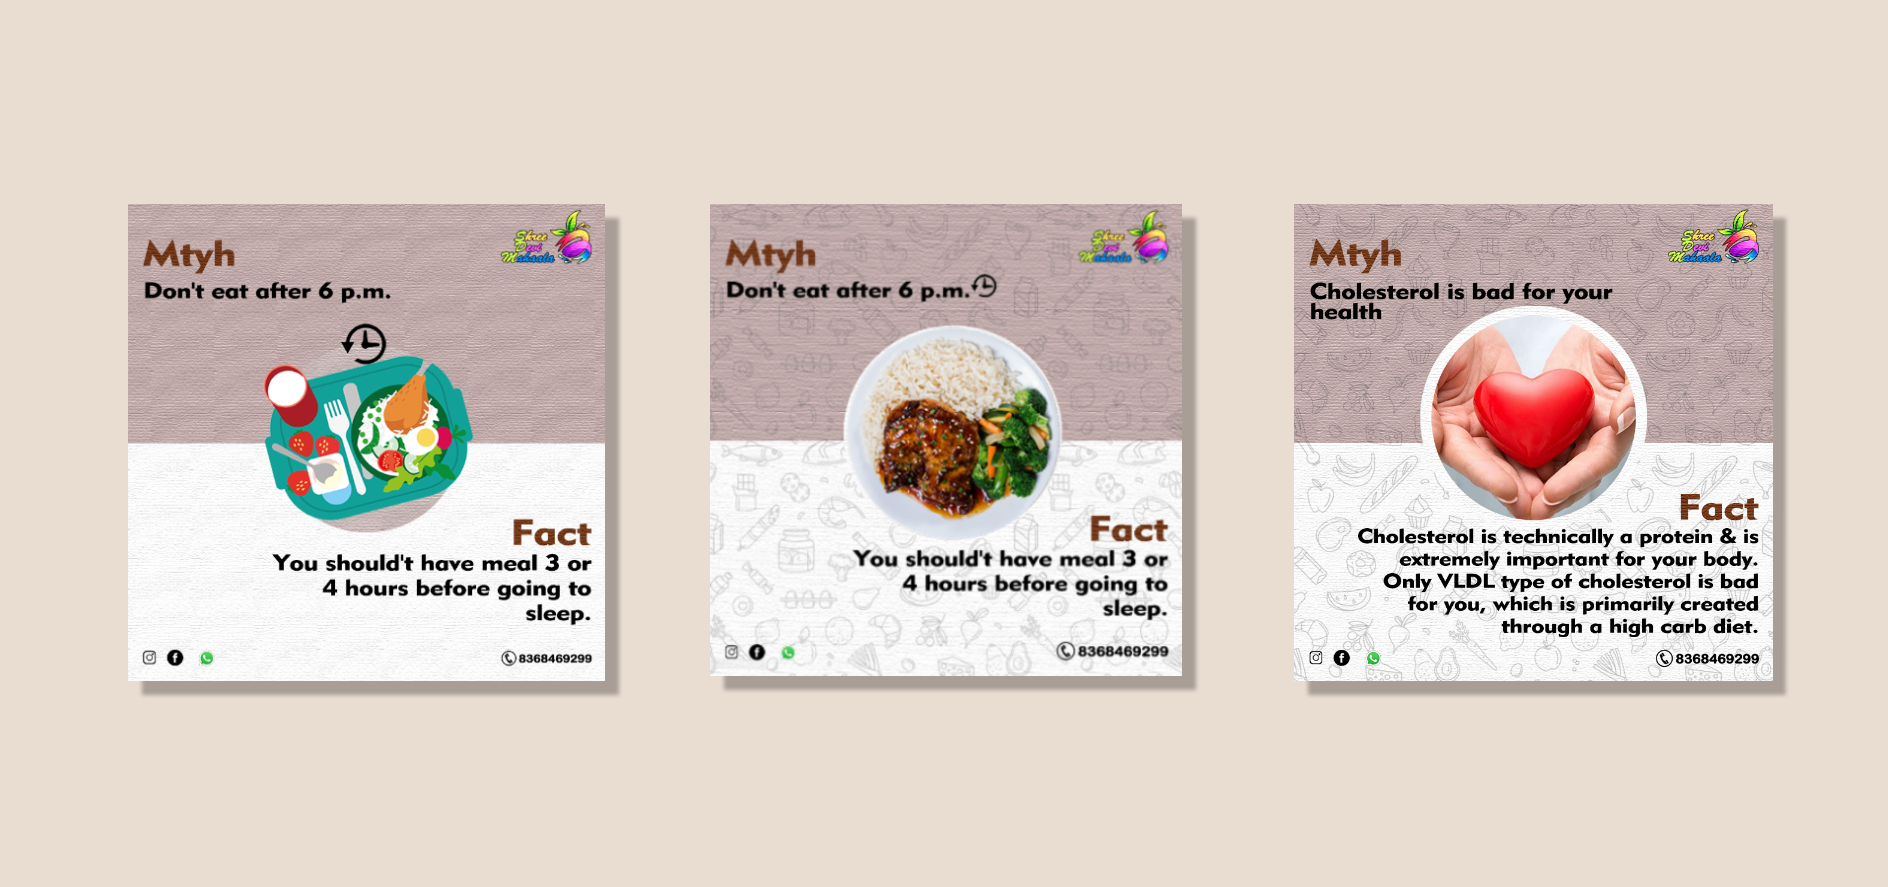 Mtyh
Shree
Devi
Mahaala
Don't eat after 6 p.m.
Fact
You should't have meal 3 or
4 hours before going to
sleep.
8368469299
Mtyh
Shree
Devi
Mahaala
Don't eat after 6 p.m.
Fact
You should't have meal 3 or
4 hours before going to
sleep.
8368469299
Mtyh
Shree
Devi
Mahaala
Cholesterol is bad for your
health
Fact
Cholesterol is technically a protein & is
extremely important for your body.
Only VLDL type of cholesterol is bad
for you, which is primarily created
through a high carb diet.
8368469299